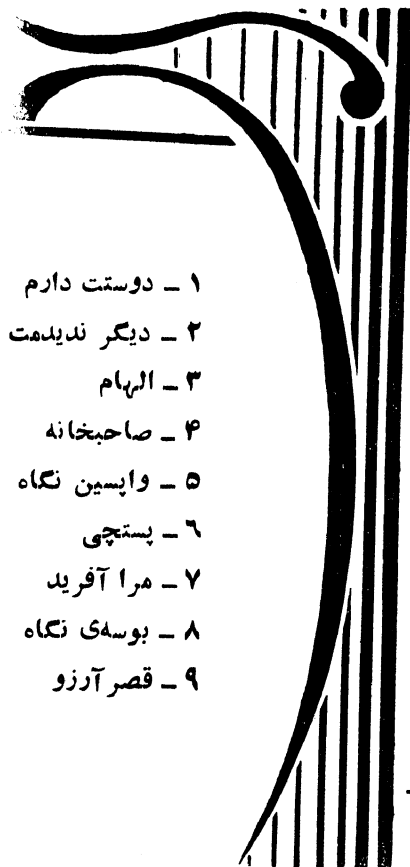 ۱ ـ دوستت دارم
۲ ـ دیگر ندیدمت
۳ ـ الهام
۴ ـ صاحبخانه
۵ ـ واپسین نگاه
۶ ـ پستچی
۷ ـ مرا آفرید
۸ ـ بوسه‌ی نگاه
۹ ـ قصر آرزو